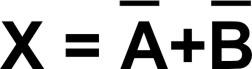 X = A̅+B̅